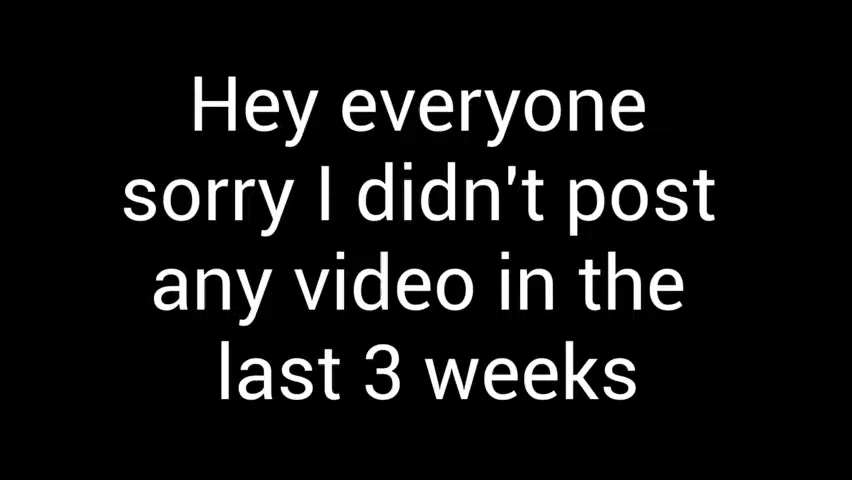 Hey everyone
sorry I didn't post
any video in the
last 3 weeks